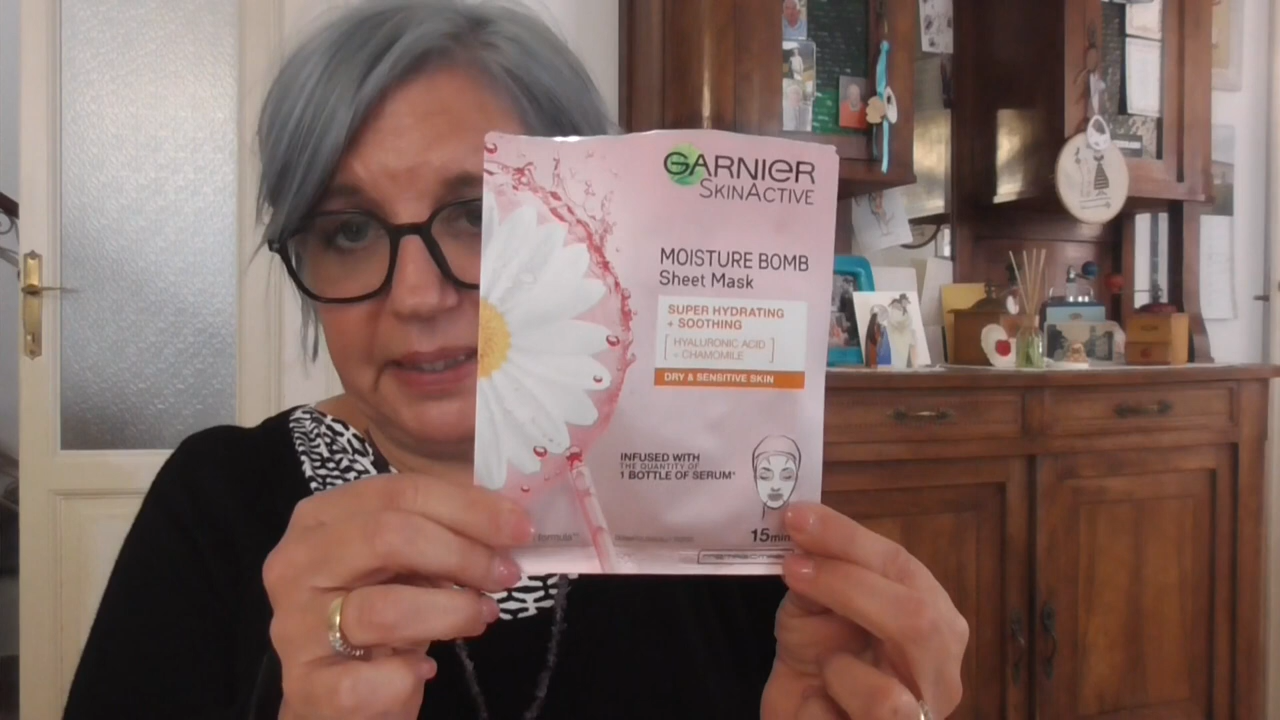 GARNIER
SKINACTIVE
MOISTURE BOMB
Sheet Mask
SUPER HYDRATING
+ SOOTHING
HYALURONIC ACID
+ CHAMOMILE
DRY & SENSITIVE SKIN
INFUSED WITH
THE QUANTITY OF
1 BOTTLE OF SERUM*
15min
formula